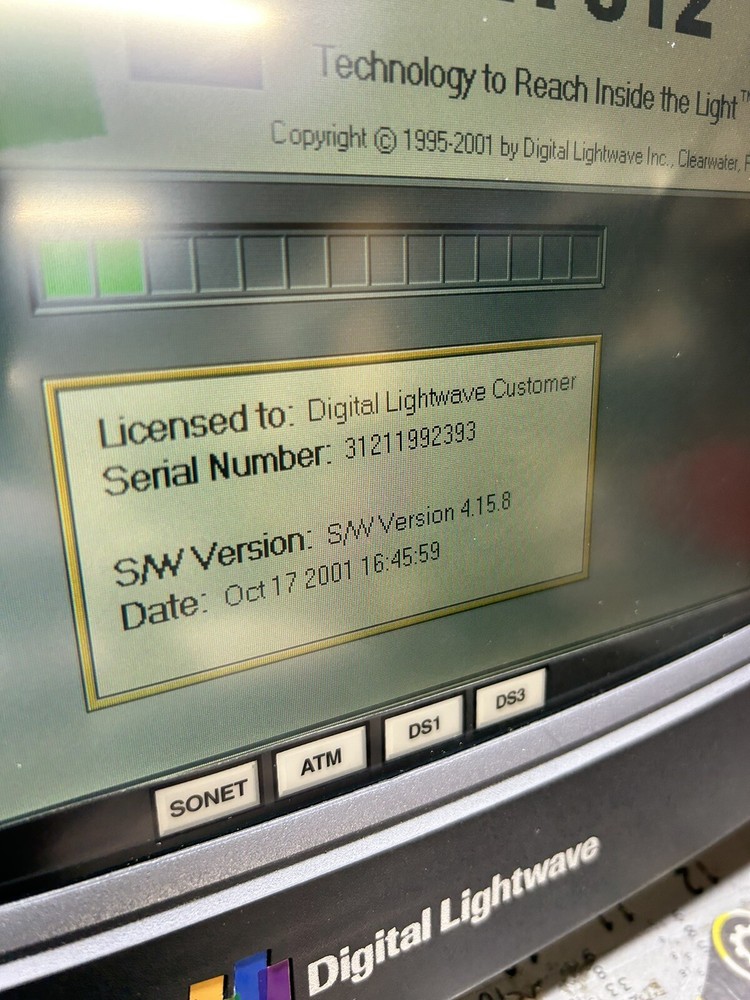 Technology to Reach Inside the Light™
Copyright © 1995-2001 by Digital Lightwave Inc., Clearwater,
Licensed to: Digital Lightwave Customer
Serial Number: 31211992393
S/W Version: S/W Version 4.15.8
Date: Oct 17 2001 16:45:59
SONET
ATM
DS1
DS3
Digital Lightwave
12
11